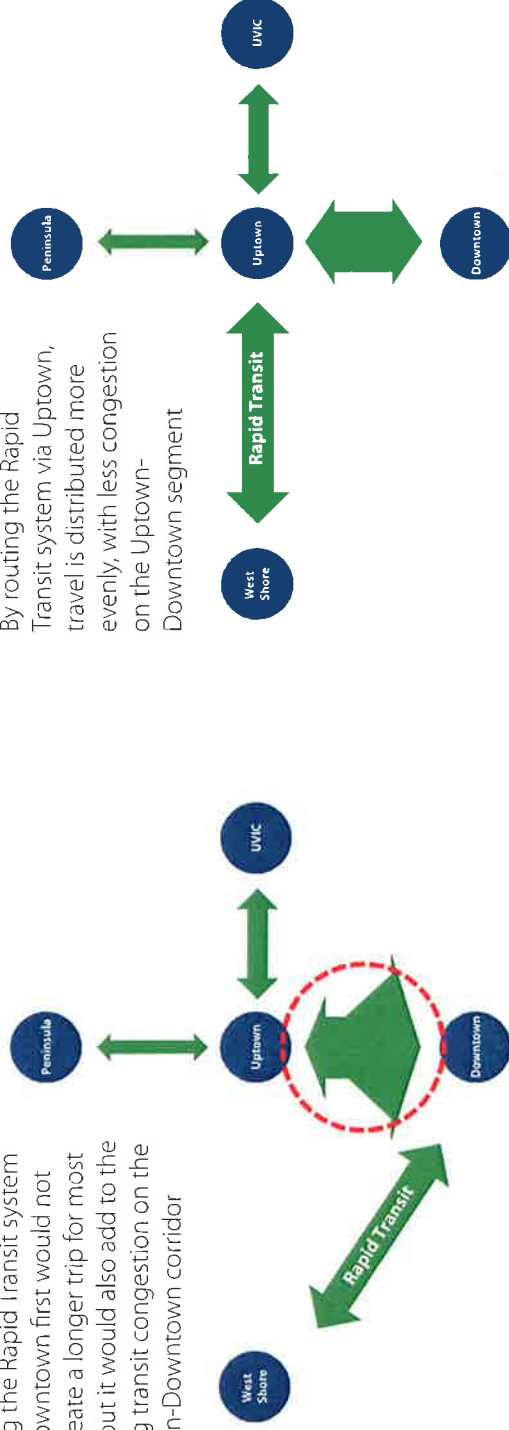 g the Rapid Transit system
owntown first would not
eate a longer trip for most
out it would also add to the
g transit congestion on the
n-Downtown corridor
Peninsula
Uptown
UVIC
West
Shore
Rapid Transit
Downtown
By routing the Rapid
Transit system via Uptown,
travel is distributed more
evenly, with less congestion
on the Uptown-
Downtown segment
Peninsula
West
Shore
Rapid Transit
Uptown
UVIC
Downtown